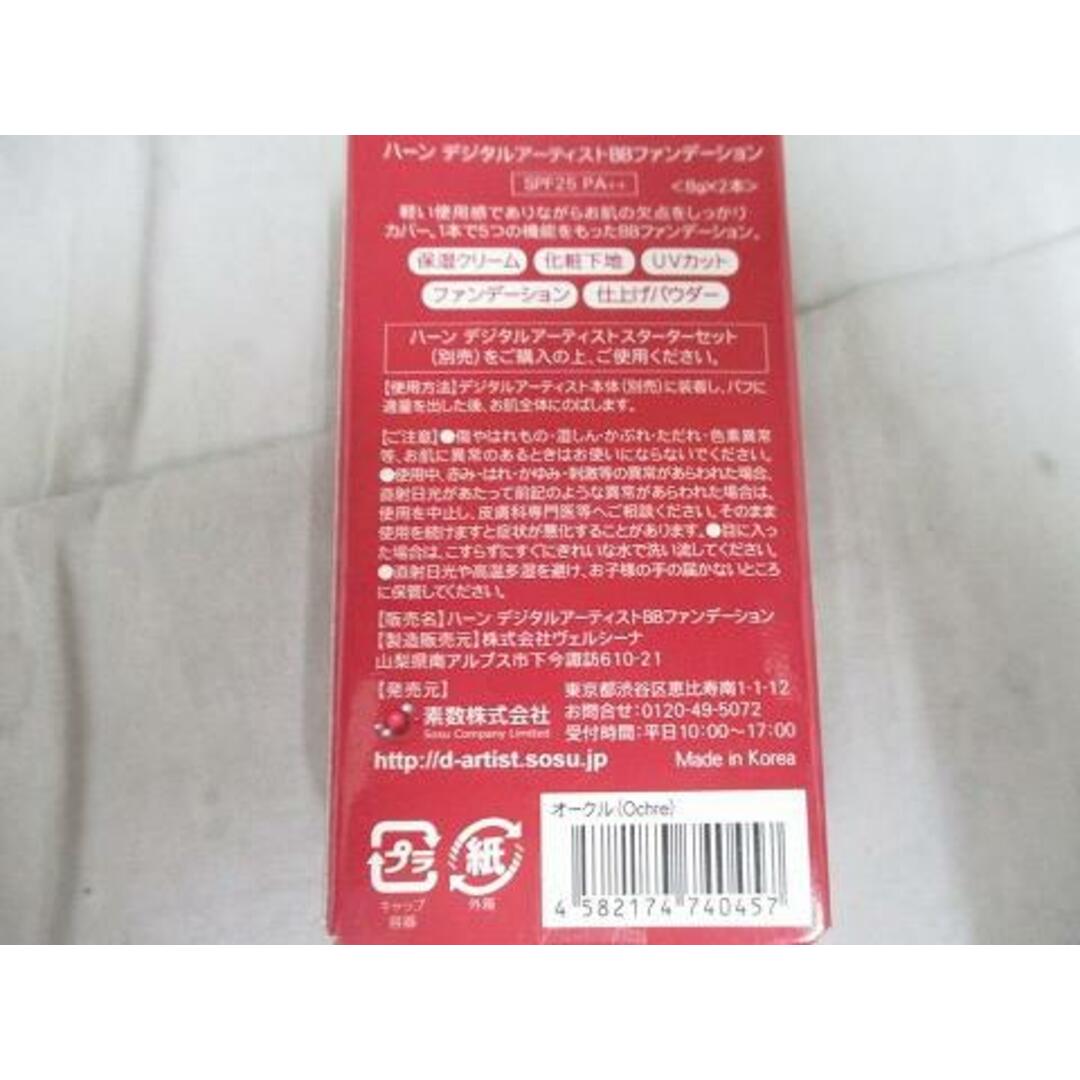 ハーン デジタルアーティストBBファンデーション
SPF25 PA++ <8g×2本>
軽い使用感でありながらお肌の欠点をしっかり
カバー、1本で5つの機能をもったBBファンデーション。
保湿クリーム 化粧下地 UVカット
ファンデーション 仕上げパウダー
ハーン デジタルアーティストスターターセット
(別売)をご購入の上、ご使用ください。
【使用方法】デジタルアーティスト本体(別売)に装着し、パフに
適量を出した後、お肌全体にのばします。
【ご注意】●傷やはれもの・湿しん・かぶれ・ただれ・色素異常
等、お肌に異常のあるときはお使いにならないでください。
●使用中、赤み・はれ・かゆみ・刺激等の異常があらわれた場合、
直射日光があたって前記のような異常があらわれた場合は、
使用を中止し、皮膚科専門医等へご相談ください。そのまま
使用を続けますと症状が悪化することがあります。●目に入っ
た場合は、こすらずにすぐにきれいな水で洗い流してください。
●直射日光や高温多湿を避け、お子様の手の届かないところ
に保管してください。
【販売名】ハーン デジタルアーティストBBファンデーション
【製造販売元】株式会社ヴェルシーナ
山梨県南アルプス市下今諏訪610-21
【発売元】 東京都渋谷区恵比寿南1-1-12
素数株式会社 お問合せ:0120-49-5072
Sosu Company Limited 受付時間:平日10:00〜17:00
http://d-artist.sosu.jp Made in Korea
オークル(Ochre)
プラ 紙
キャップ 外箱
容器
4 582174 740457